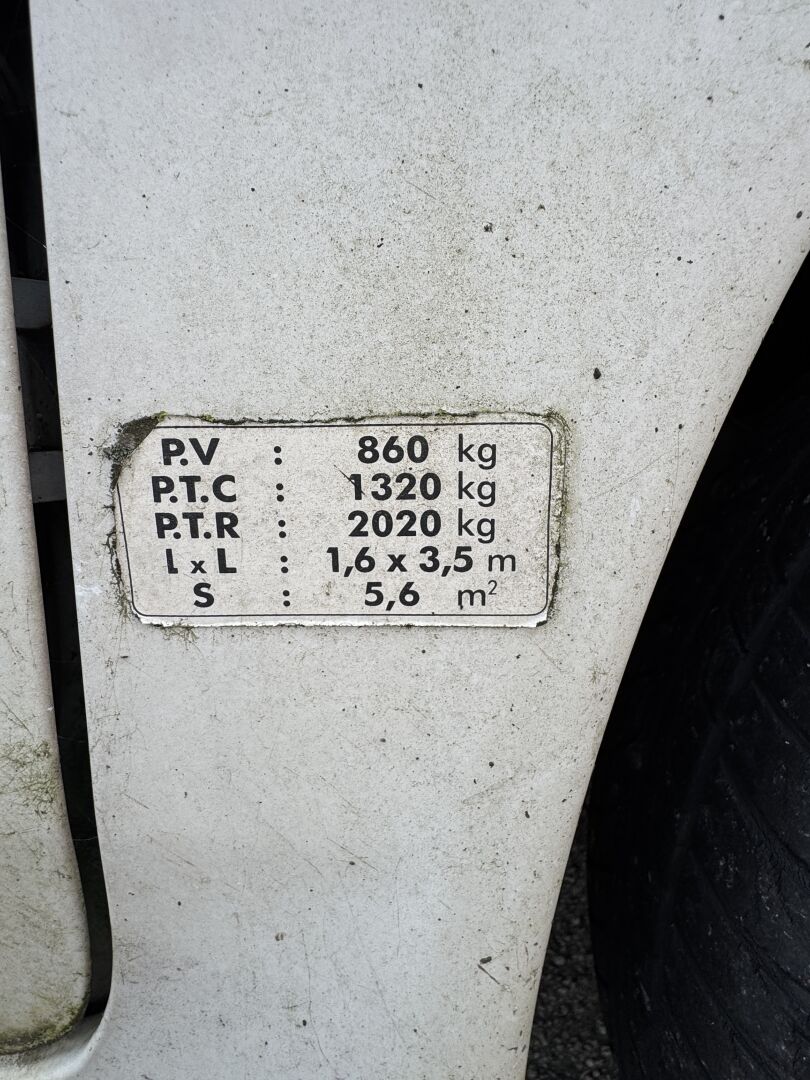 P.V : 860 kg
P.T.C : 1320 kg
P.T.R : 2020 kg
l x L : 1,6 x 3,5 m
S : 5,6 m²